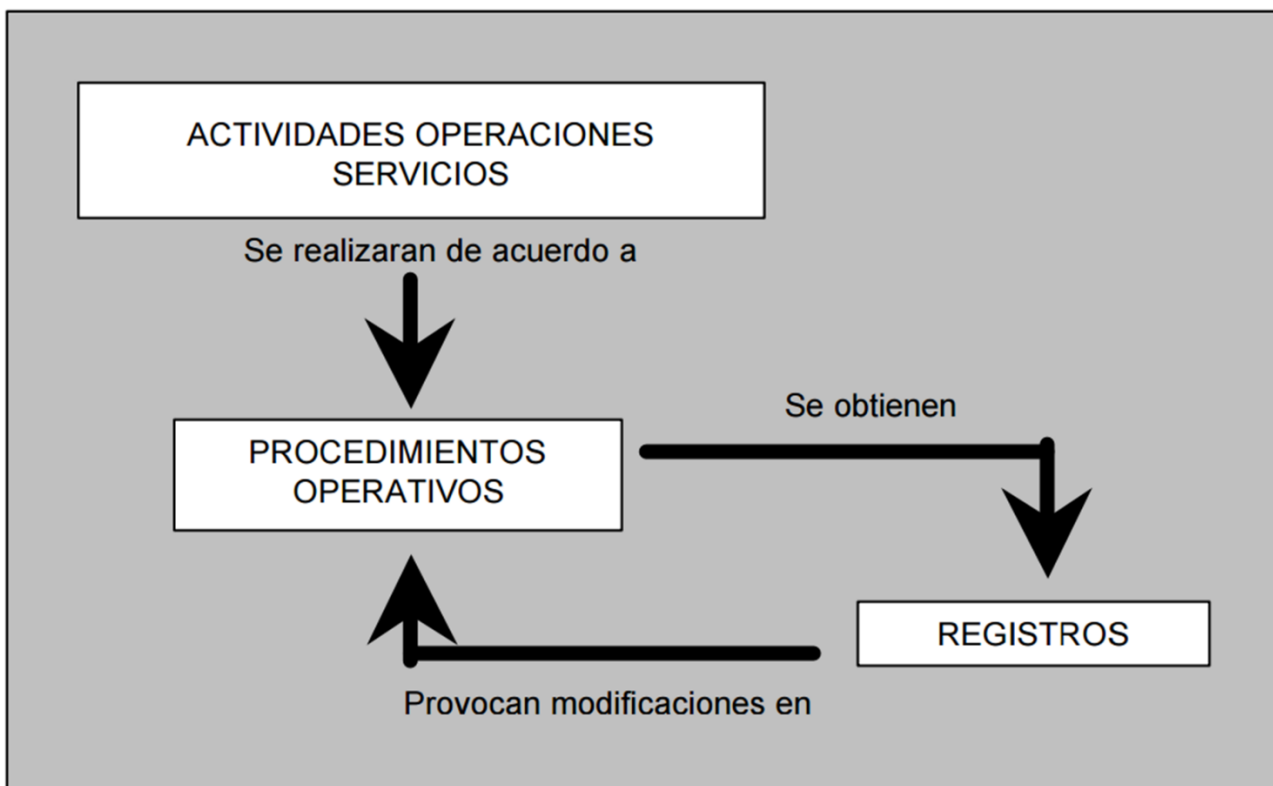 ACTIVIDADES OPERACIONES
SERVICIOS
Se realizaran de acuerdo a
Se obtienen
PROCEDIMIENTOS
OPERATIVOS
REGISTROS
Provocan modificaciones en